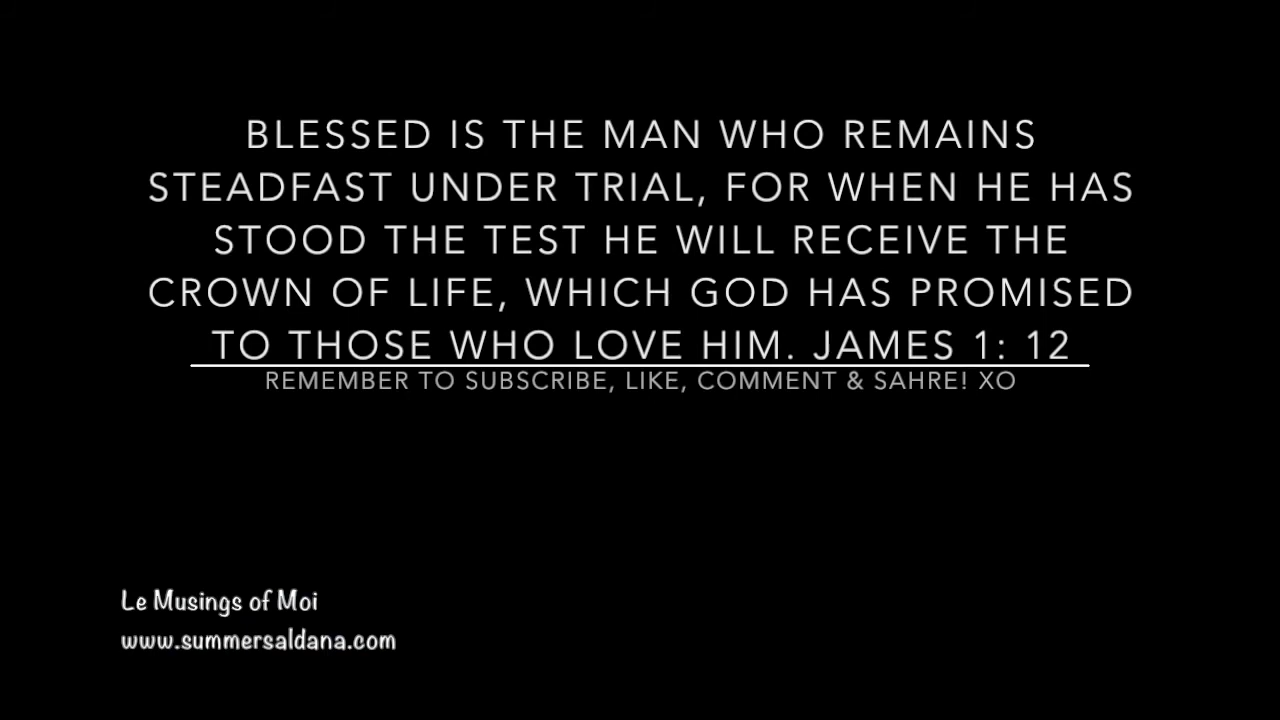 BLESSED IS THE MAN WHO REMAINS
STEADFAST UNDER TRIAL, FOR WHEN HE HAS
STOOD THE TEST HE WILL RECEIVE THE
CROWN OF LIFE, WHICH GOD HAS PROMISED
TO THOSE WHO LOVE HIM. JAMES 1: 12
REMEMBER TO SUBSCRIBE, LIKE, COMMENT & SAHRE! XO
Le Musings of Moi
www.summersaldana.com